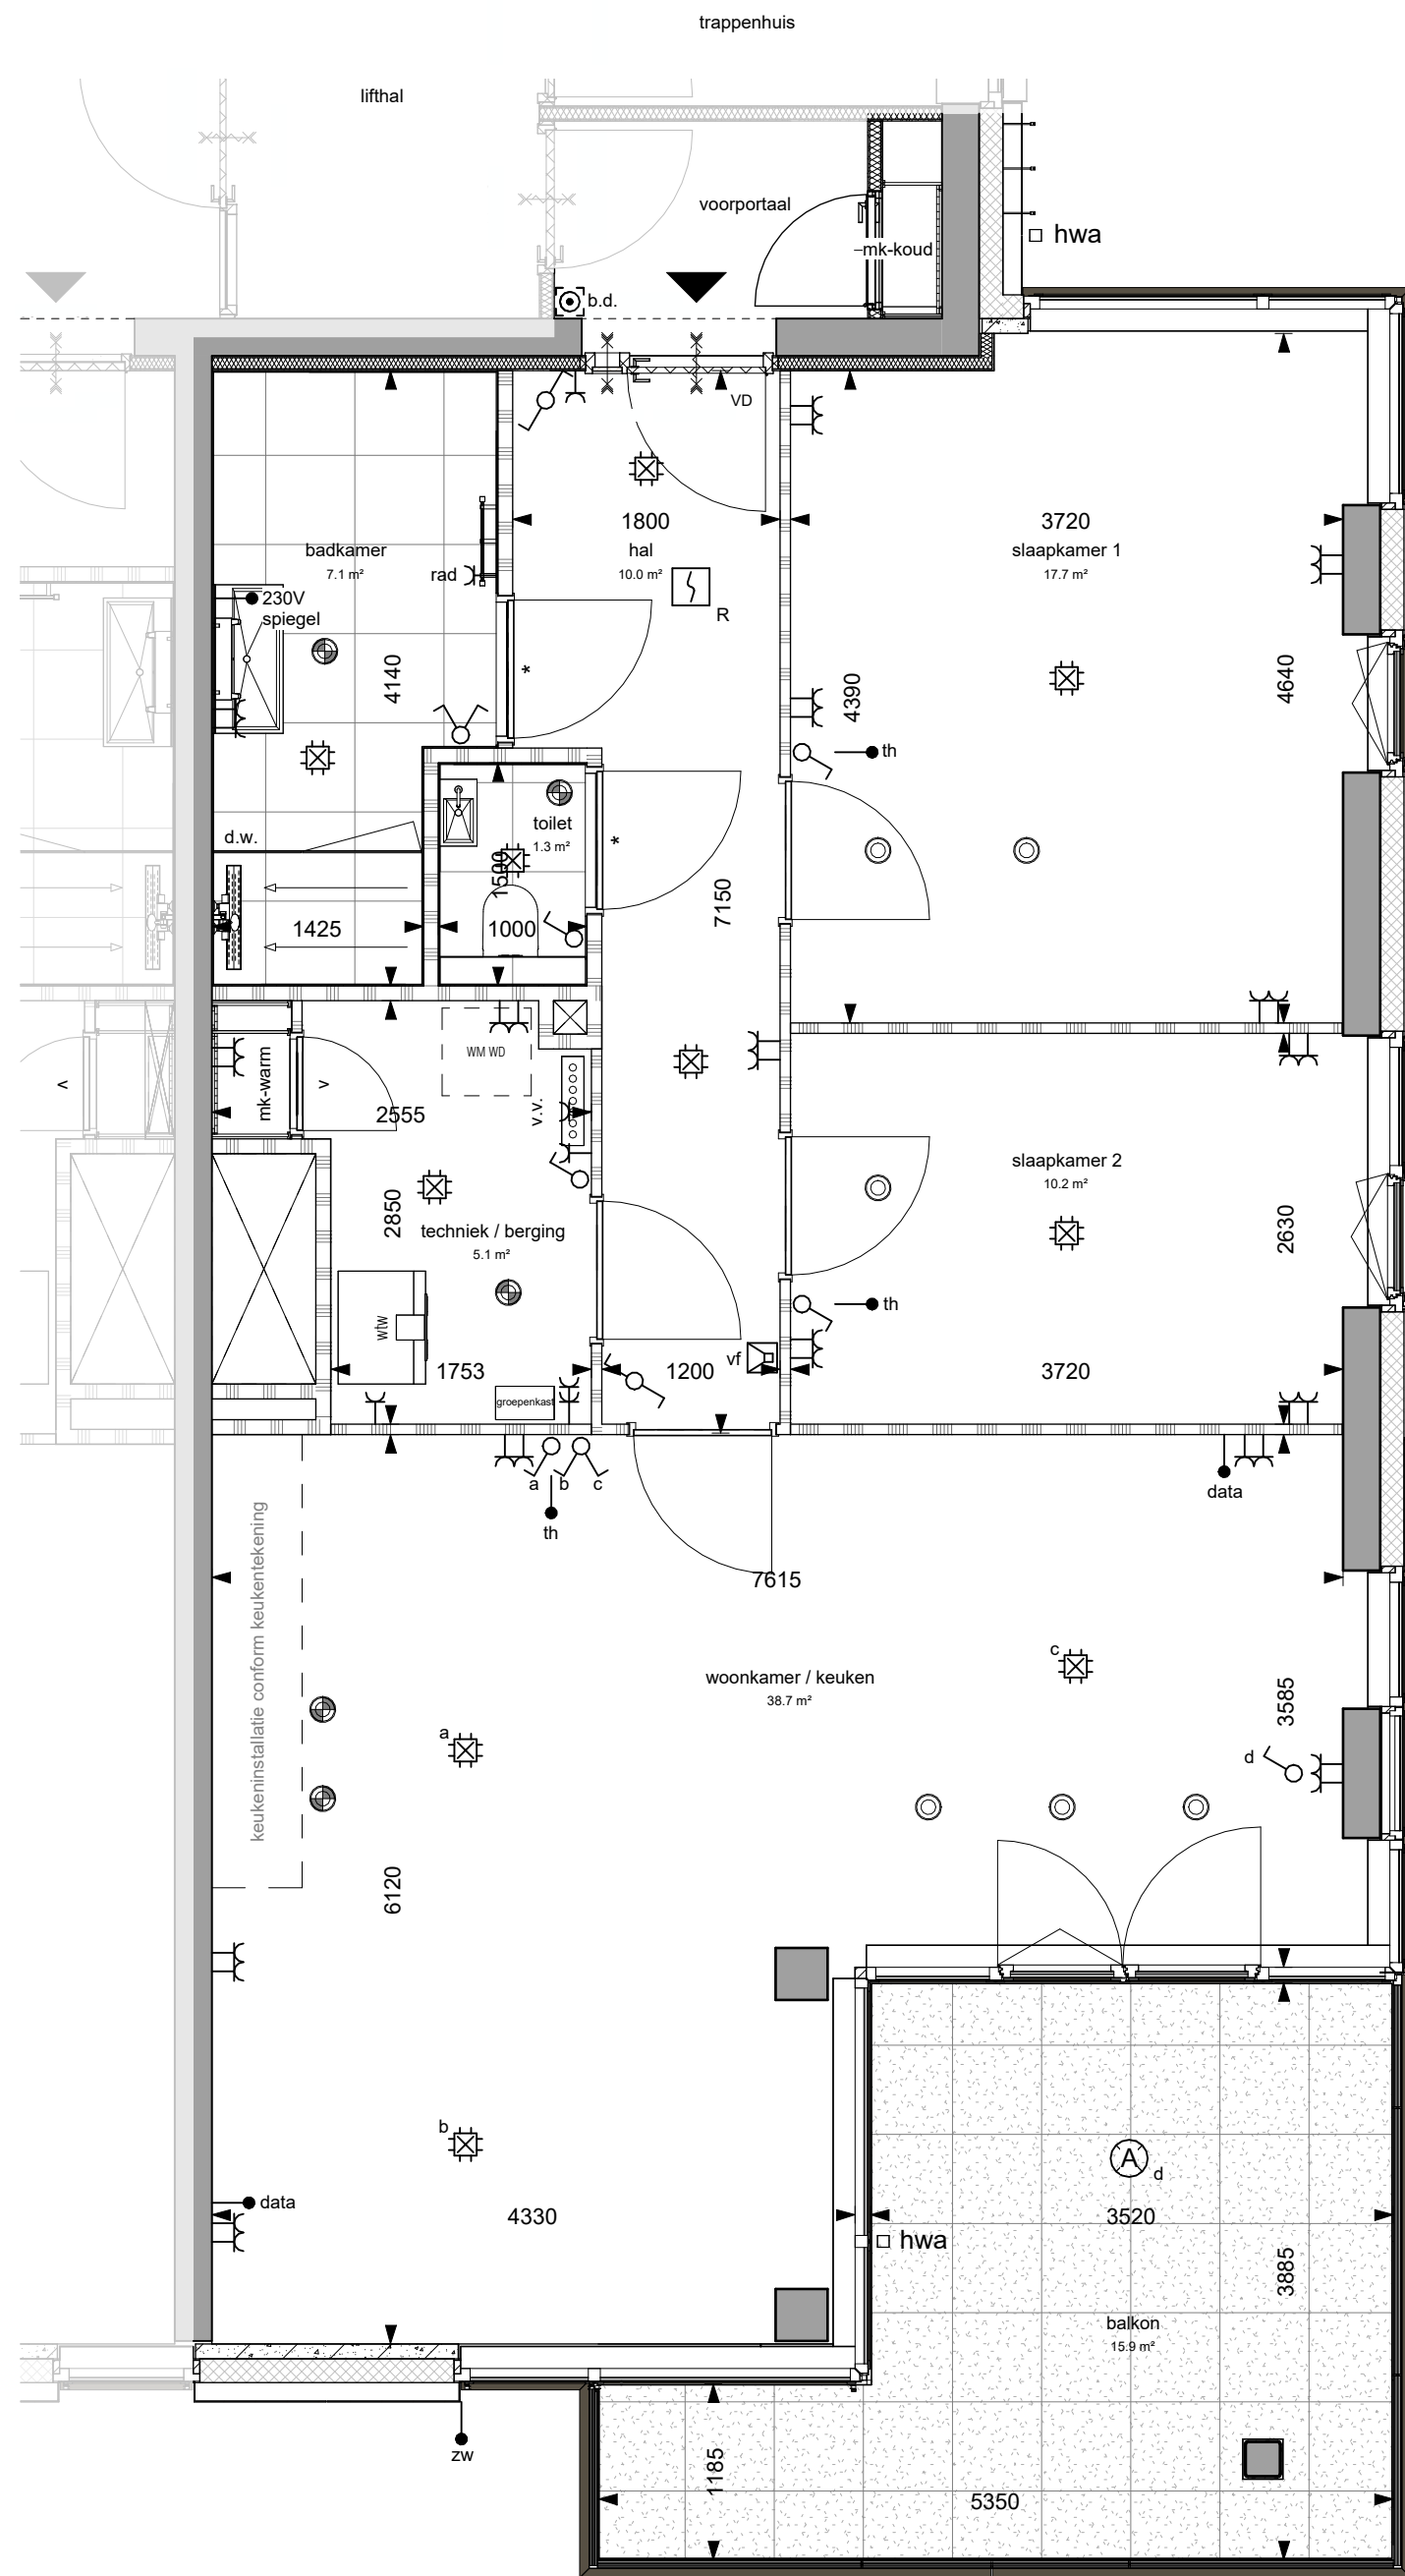 trappenhuis
lifthal
voorportaal
hwa
mk-koud
b.d.
VD
1800
3720
badkamer
7.1 m²
hal
10.0 m²
slaapkamer 1
17.7 m²
rad
230V
spiegel
R
*
4140
4390
4640
th
d.w.
toilet
1.3 m²
*
1500
7150
1425
1000
WM WD
mk-warm
v
v
2555
v.v.
slaapkamer 2
10.2 m²
2850
techniek / berging
5.1 m²
2630
th
wtw
vf
1753
1200
3720
groepenkast
a
b
c
th
data
keukeninstallatie conform keukentekening
7615
c
woonkamer / keuken
38.7 m²
3585
a
d
6120
b
A
d
data
4330
3520
hwa
3885
balkon
15.9 m²
zw
1185
5350